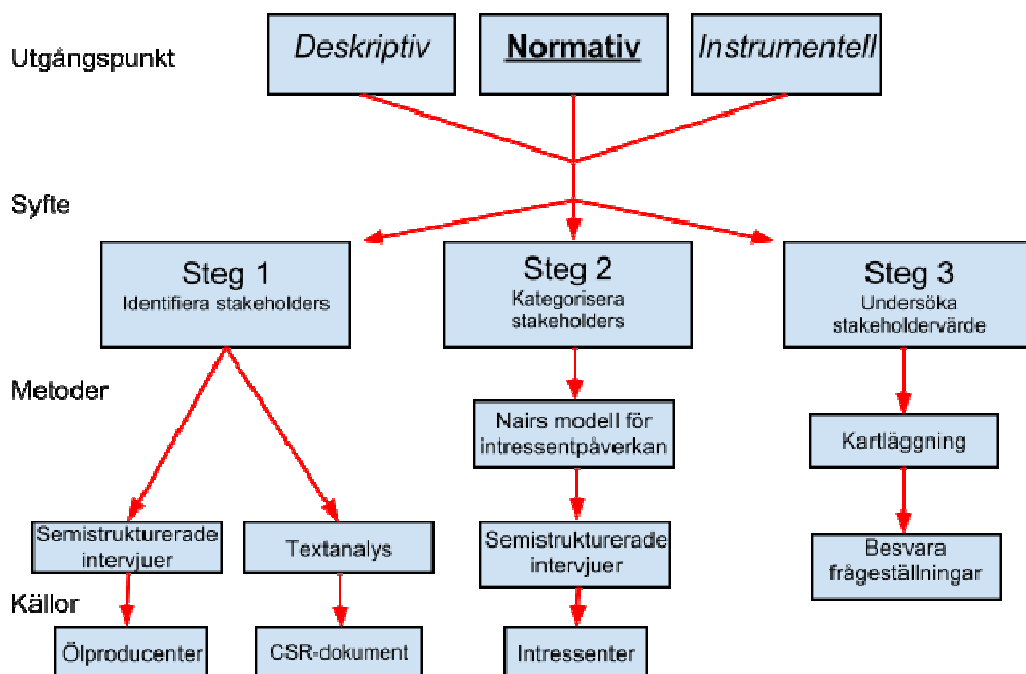 Utgångspunkt
Deskriptiv
Normativ
Instrumentell
Syfte
Steg 1
Identifiera stakeholders
Steg 2
Kategorisera
stakeholders
Steg 3
Undersöka
stakeholdervärde
Metoder
Nairs modell för
intressentpåverkan
Kartläggning
Semistrukturerade
intervjuer
Textanalys
Semistrukturerade
intervjuer
Besvara
frågeställningar
Källor
Ölproducenter
CSR-dokument
Intressenter